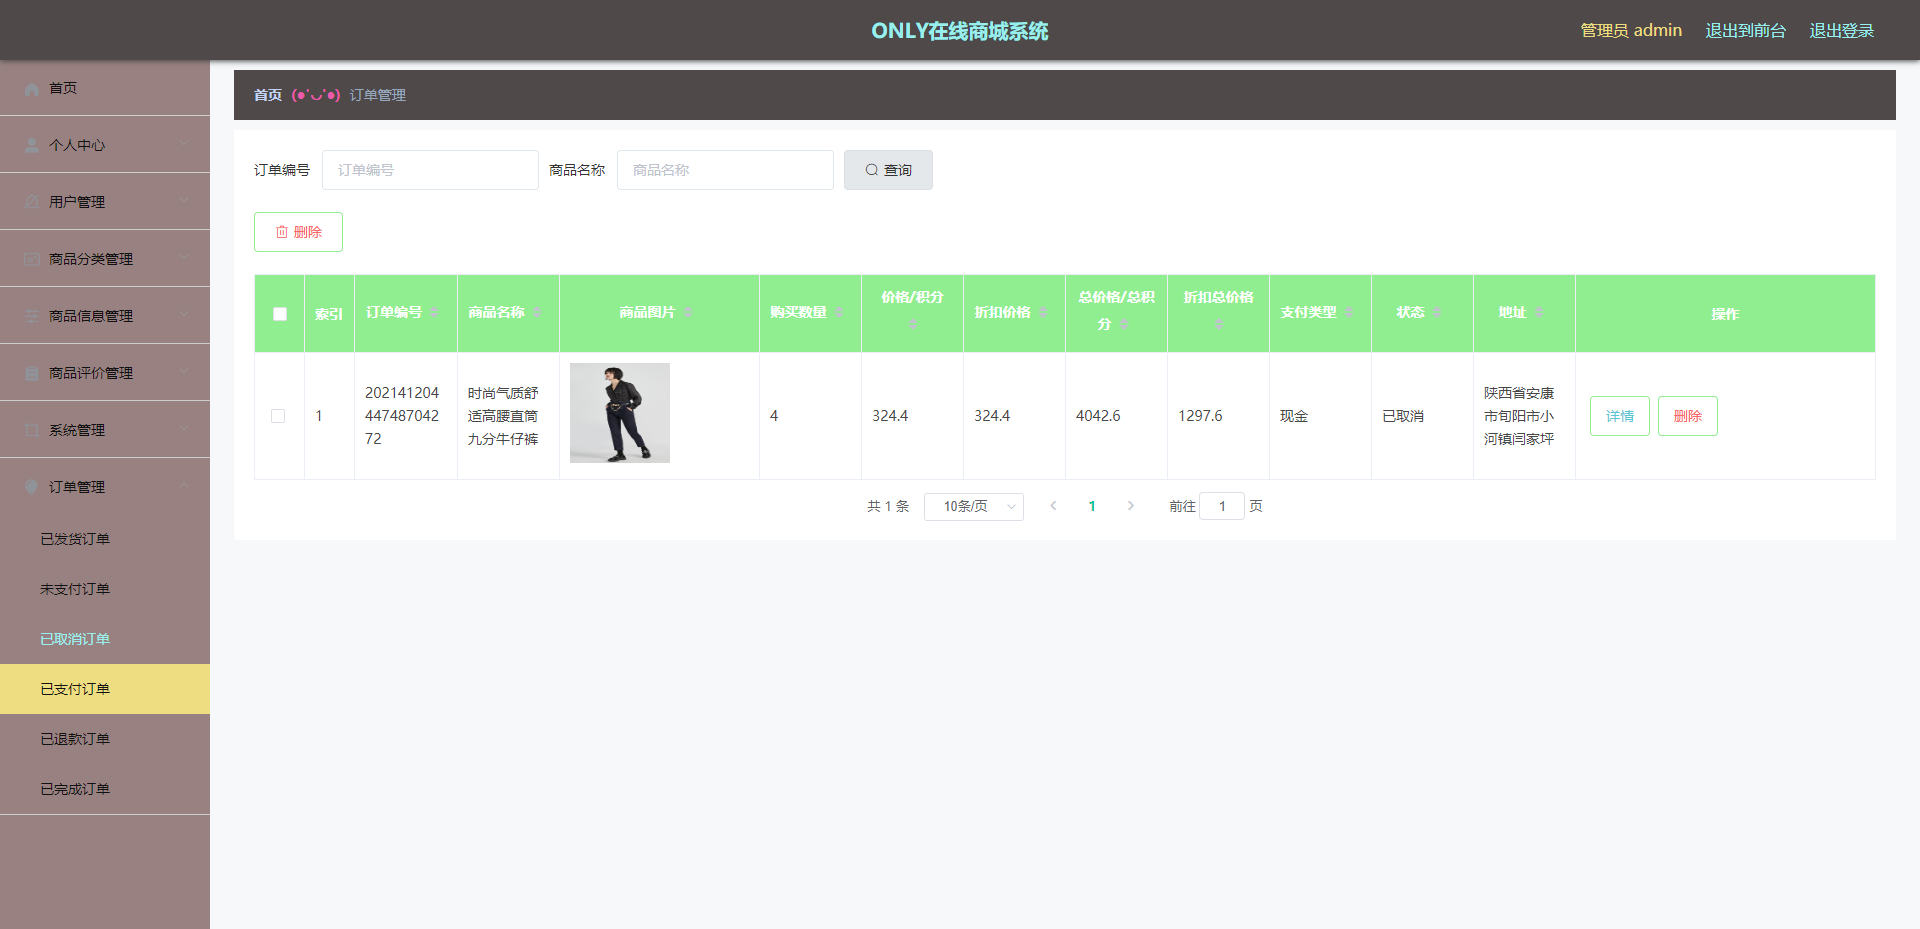 ONLY在线商城系统
管理员 admin
退出到前台
退出登录
首页
个人中心
用户管理
商品分类管理
商品信息管理
商品评价管理
系统管理
订单管理
已发货订单
未支付订单
已取消订单
已支付订单
已退款订单
已完成订单
首页 (●'◡'●) 订单管理
订单编号 订单编号 商品名称 商品名称 查询
删除
索引 订单编号 商品名称 商品图片 购买数量 价格/积分 折扣价格 总价格/总积分 折扣总价格 支付类型 状态 地址 操作
1
202141204
447487042
72
时尚气质舒
适高腰直筒
九分牛仔裤
4
324.4
324.4
4042.6
1297.6
现金
已取消
陕西省安康
市旬阳市小
河镇闫家坪
详情
删除
共 1 条 10条/页 1 前往 1 页